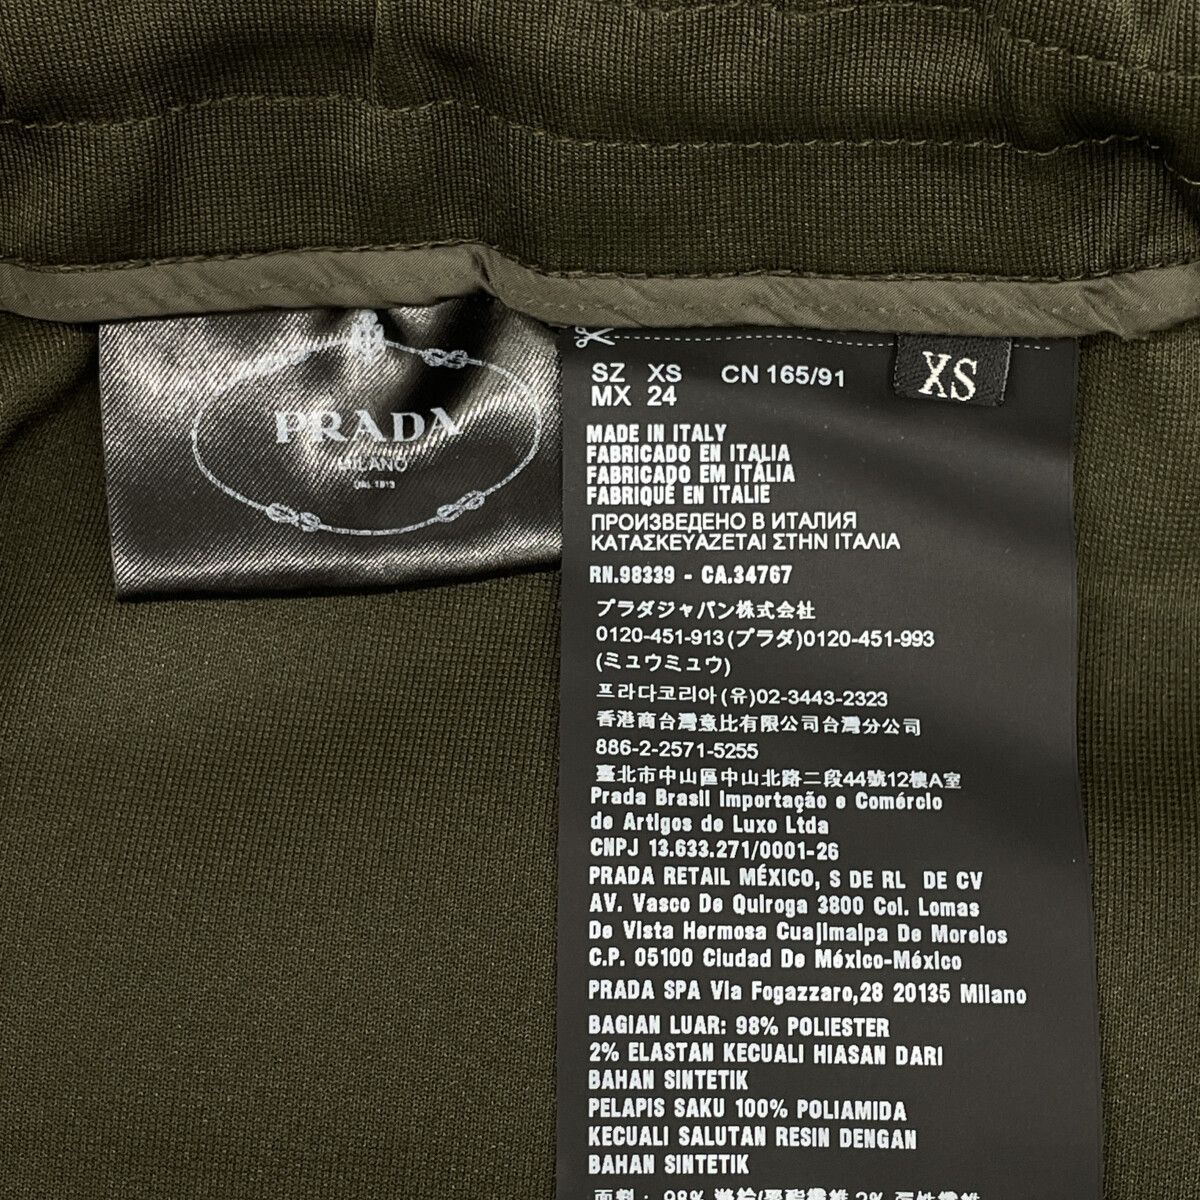 PRADA
MILANO
DAL 1913
SZ XS CN 165/91
MX 24
XS
MADE IN ITALY
FABRICADO EN ITALIA
FABRICADO EM ITÁLIA
FABRIQUÉ EN ITALIE
ПРОИЗВЕДЕНО В ИТАЛИЯ
ΚΑΤΑΣΚΕΥΑΖΕΤΑΙ ΣΤΗΝ ΙΤΑΛΙΑ
RN.98339 - CA.34767
プラダジャパン株式会社
0120-451-913(プラダ)0120-451-993
(ミュウミュウ)
프라다코리아(유)02-3443-2323
香港商台灣意比有限公司台灣分公司
886-2-2571-5255
臺北市中山區中山北路二段44號12樓A室
Prada Brasil Importação e Comércio
de Artigos de Luxo Ltda
CNPJ 13.633.271/0001-26
PRADA RETAIL MÉXICO, S DE RL DE CV
AV. Vasco De Quiroga 3800 Col. Lomas
De Vista Hermosa Cuajimalpa De Morelos
C.P. 05100 Ciudad De México-México
PRADA SPA Via Fogazzaro,28 20135 Milano
BAGIAN LUAR: 98% POLIESTER
2% ELASTAN KECUALI HIASAN DARI
BAHAN SINTETIK
PELAPIS SAKU 100% POLIAMIDA
KECUALI SALUTAN RESIN DENGAN
BAHAN SINTETIK
面料: 98% 2%